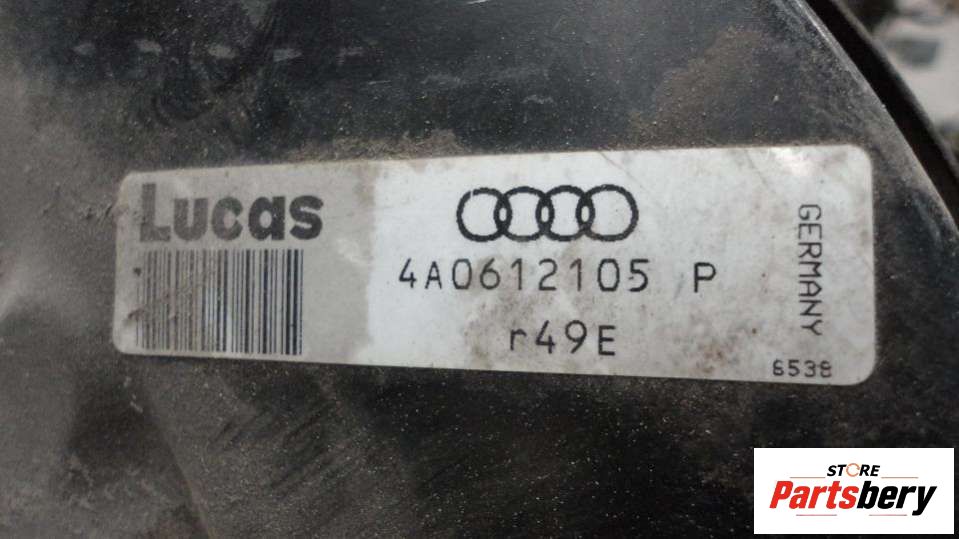 Lucas
4A0612105 P
r49E
GERMANY
6538
STORE
Partsbery